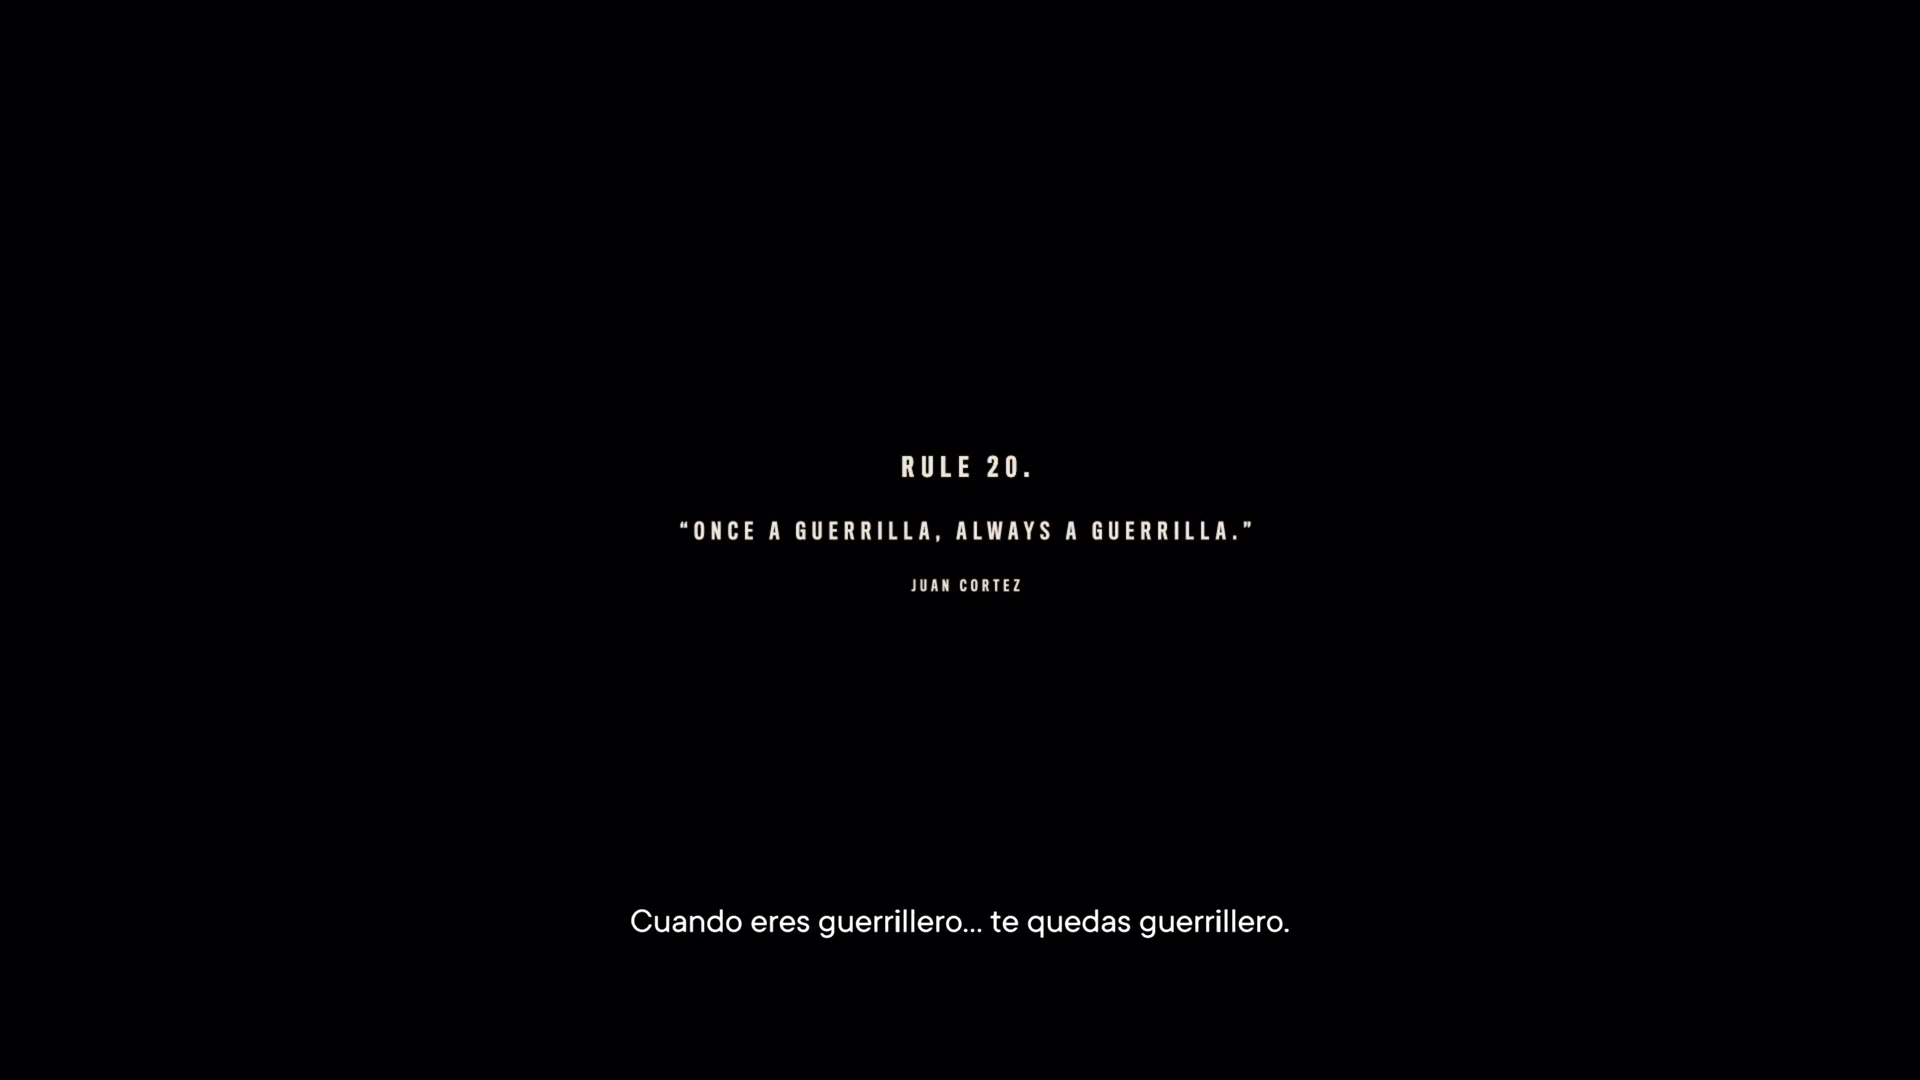 RULE 20.
“ONCE A GUERRILLA, ALWAYS A GUERRILLA.”
JUAN CORTEZ
Cuando eres guerrillero... te quedas guerrillero.